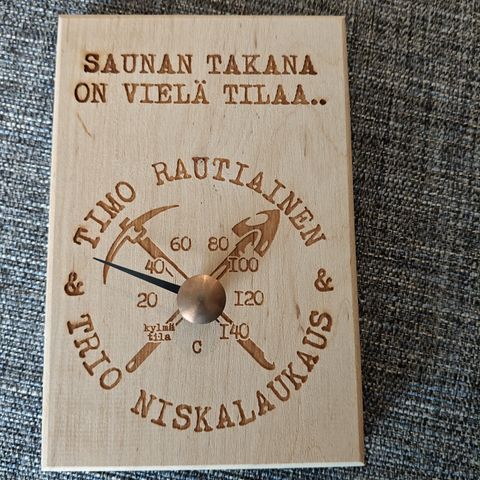 SAUNAN TAKANA
ON VIELÄ TILAA..
TIMO RAUTIAINEN
& TRIO NISKALAUKAUS &
60 80
40 100
20 120
kylmä 140
tila
C